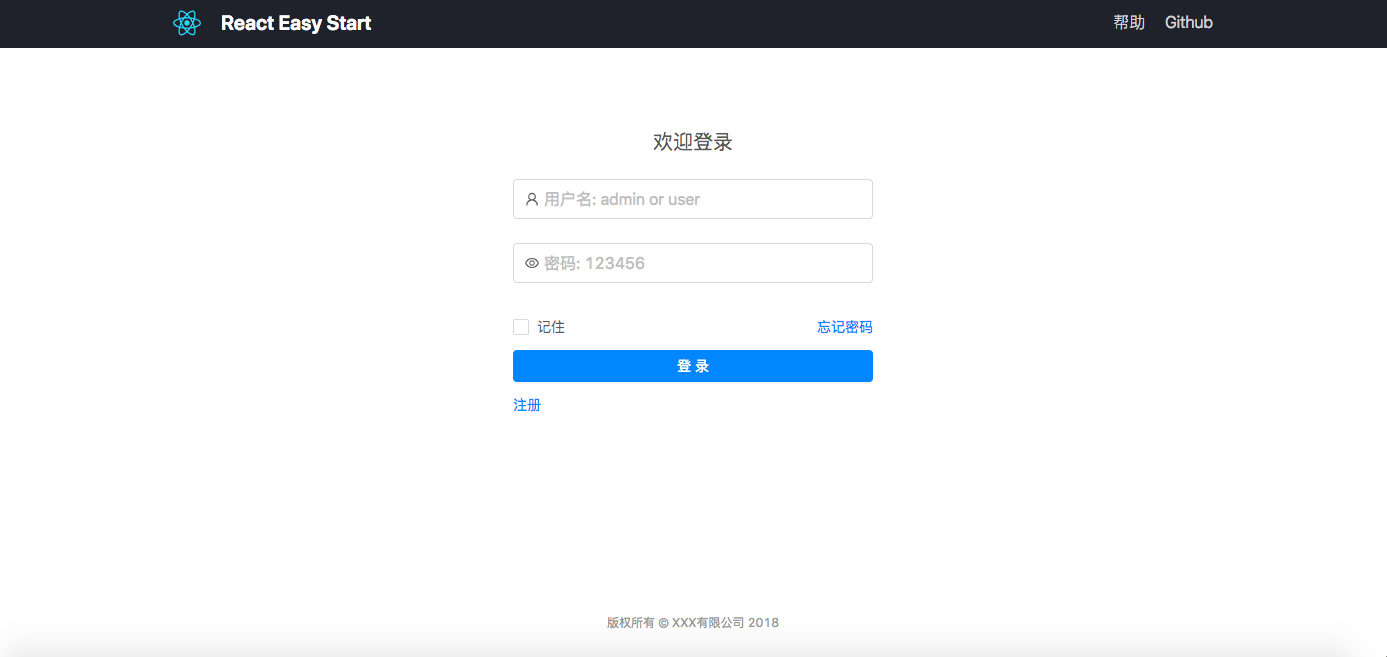 React Easy Start 帮助 Github
欢迎登录
用户名: admin or user
密码: 123456
记住 忘记密码
登 录
注册
版权所有 © XXX有限公司 2018